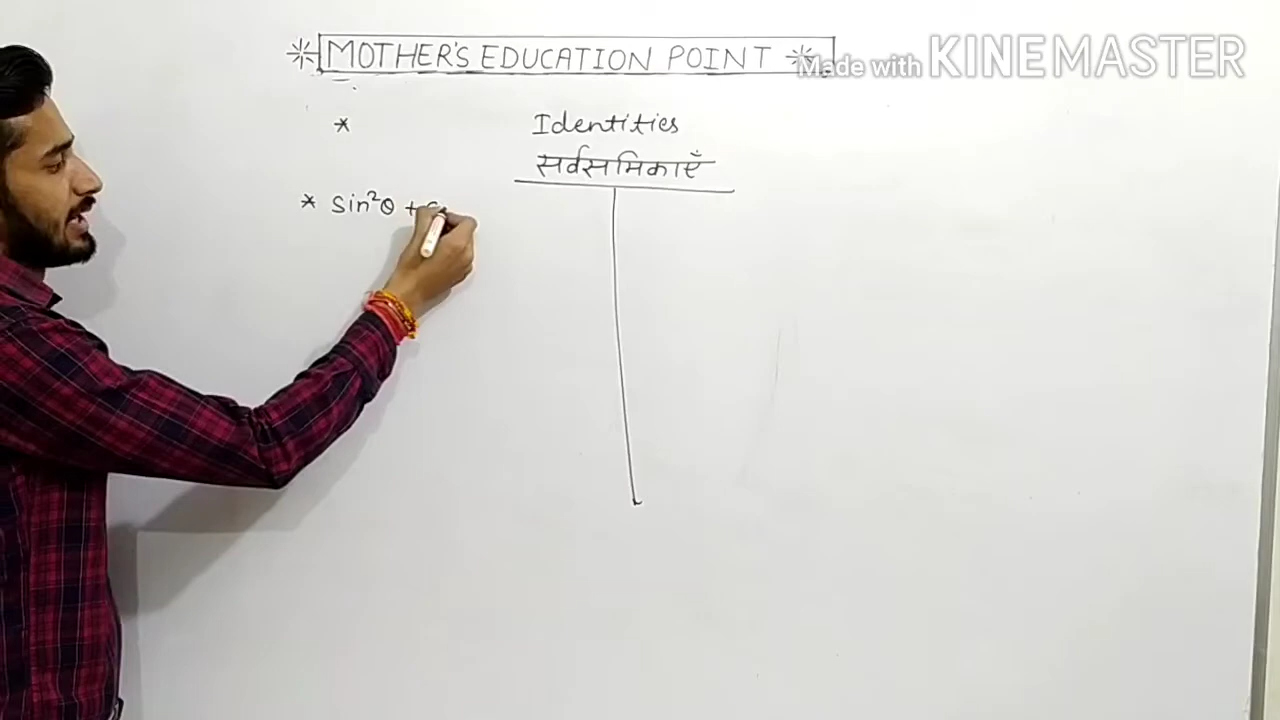 MOTHER'S EDUCATION POINT
Made with KINEMASTER
* Identities
सर्वसमिकाएँ
* sin²θ +